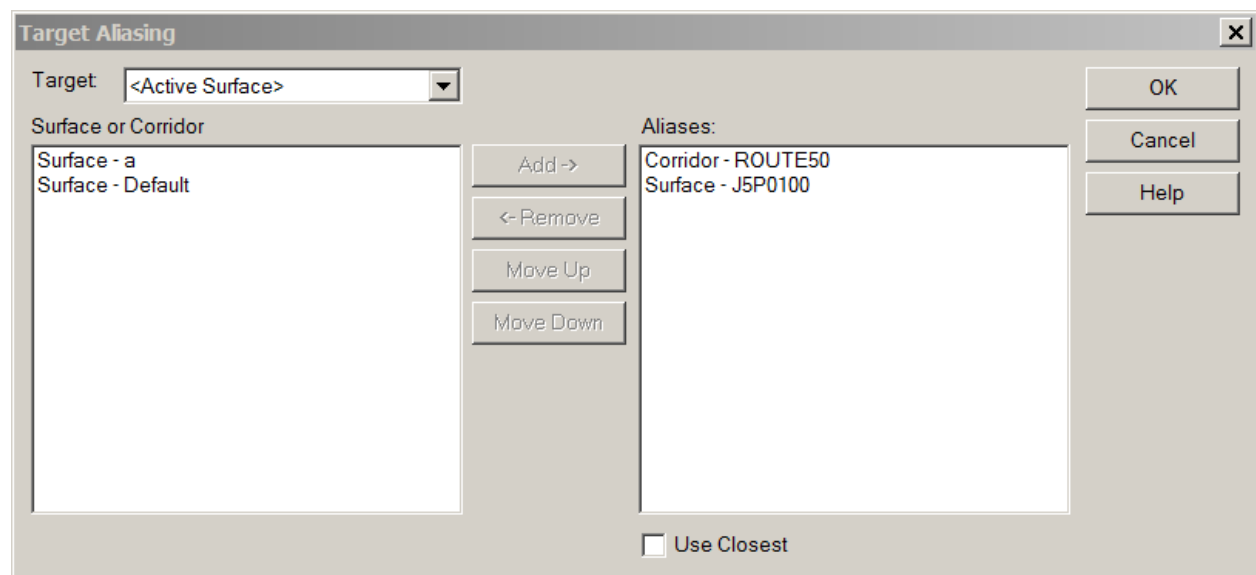 Target Aliasing
Target:
<Active Surface>
OK
Cancel
Help
Surface or Corridor
Surface - a
Surface - Default
Add ->
<- Remove
Move Up
Move Down
Aliases:
Corridor - ROUTE50
Surface - J5P0100
Use Closest